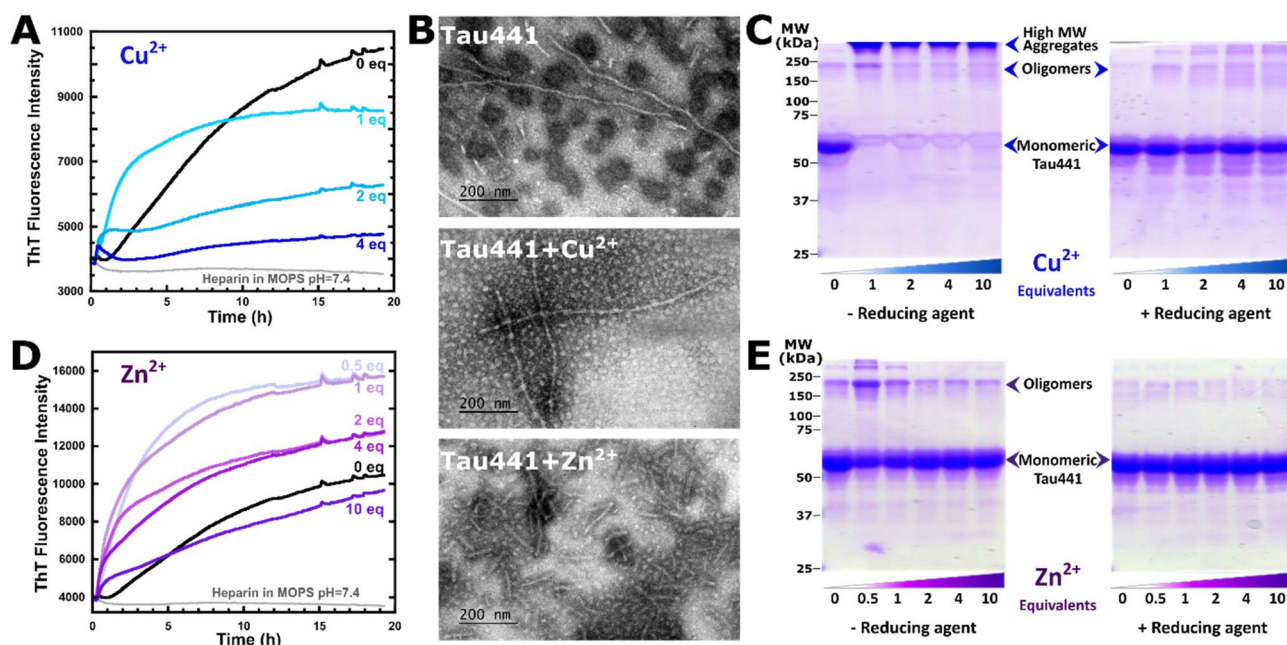 A
Cu2+
ThT Fluorescence Intensity
11000
9000
7000
5000
3000
0 eq
1 eq
2 eq
4 eq
Heparin in MOPS pH=7.4
0 5 10 15 20
Time (h)
B
Tau441
200 nm
Tau441+Cu2+
200 nm
Tau441+Zn2+
200 nm
C
MW
(kDa)
250
150
100
75
50
37
25
High MW
Aggregates
Oligomers
Monomeric
Tau441
Cu2+
Equivalents
0 1 2 4 10
- Reducing agent
0 1 2 4 10
+ Reducing agent
D
Zn2+
ThT Fluorescence Intensity
16000
14000
12000
10000
8000
6000
4000
0.5 eq
1 eq
2 eq
4 eq
0 eq
10 eq
Heparin in MOPS pH=7.4
0 5 10 15 20
Time (h)
E
MW
(kDa)
250
150
100
75
50
37
25
Oligomers
Monomeric
Tau441
Zn2+
Equivalents
0 0.5 1 2 4 10
- Reducing agent
0 0.5 1 2 4 10
+ Reducing agent